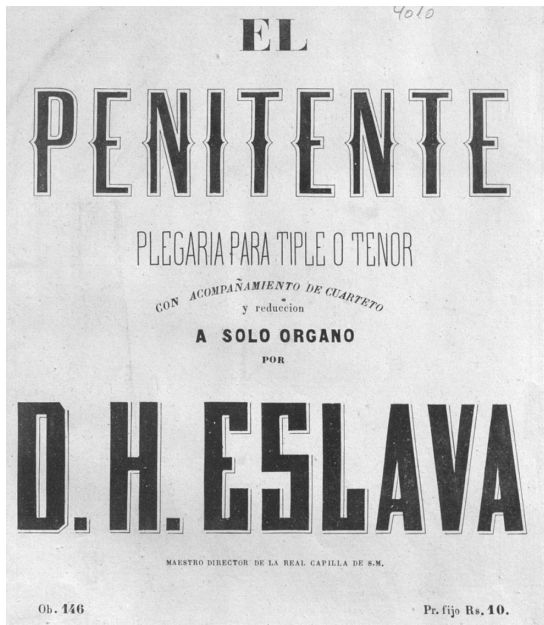 4010
EL
PENITENTE
PLEGARIA PARA TIPLE O TENOR
CON ACOMPAÑAMIENTO DE CUARTETO
y reduccion
A SOLO ORGANO
POR
D. H. ESLAVA
MAESTRO DIRECTOR DE LA REAL CAPILLA DE S.M.
Ob. 146
Pr. fijo Rs. 10.